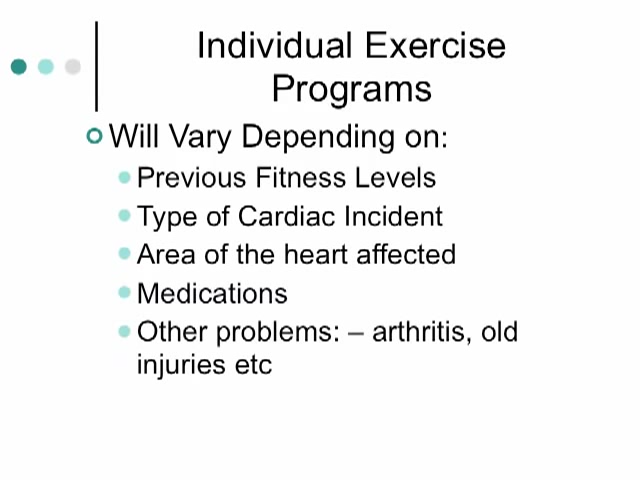 Individual Exercise
Programs
Will Vary Depending on:
Previous Fitness Levels
Type of Cardiac Incident
Area of the heart affected
Medications
Other problems: – arthritis, old
injuries etc